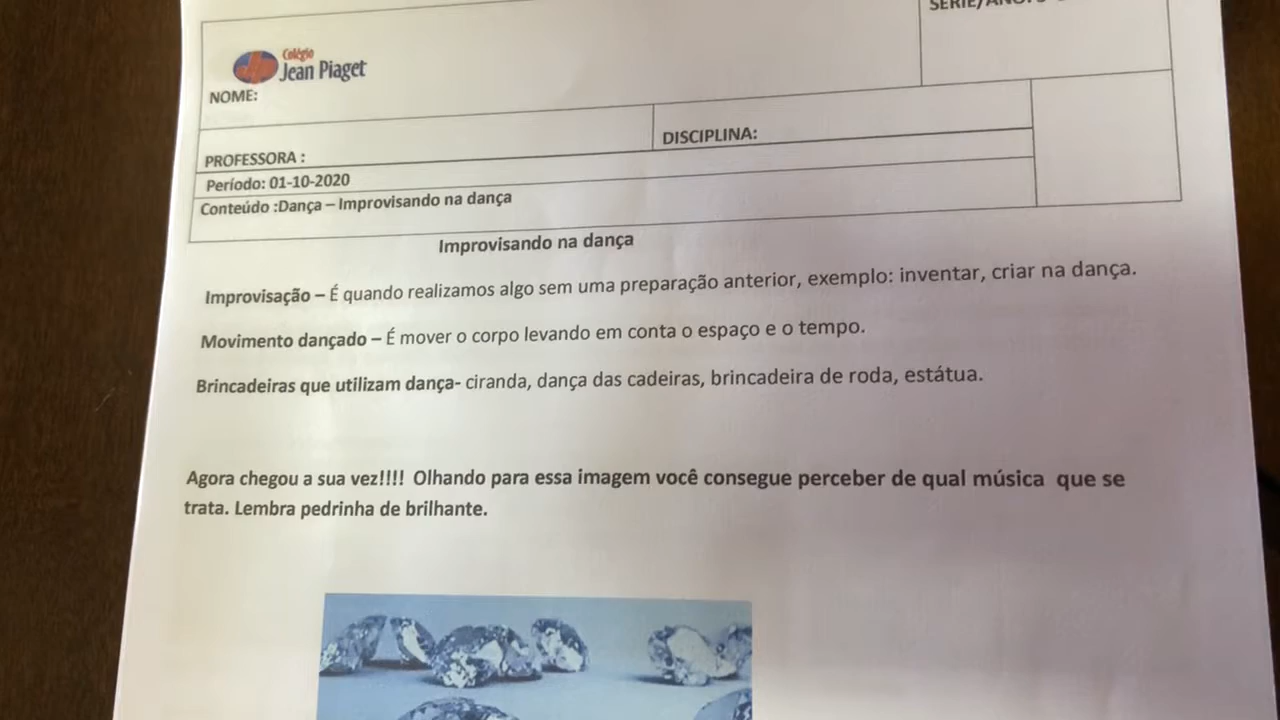 SÉRIE/ANO:
Colégio
Jean Piaget
NOME:
PROFESSORA :
DISCIPLINA:
Período: 01-10-2020
Conteúdo :Dança – Improvisando na dança
Improvisando na dança
Improvisação – É quando realizamos algo sem uma preparação anterior, exemplo: inventar, criar na dança.
Movimento dançado – É mover o corpo levando em conta o espaço e o tempo.
Brincadeiras que utilizam dança- ciranda, dança das cadeiras, brincadeira de roda, estátua.
Agora chegou a sua vez!!!! Olhando para essa imagem você consegue perceber de qual música que se
trata. Lembra pedrinha de brilhante.